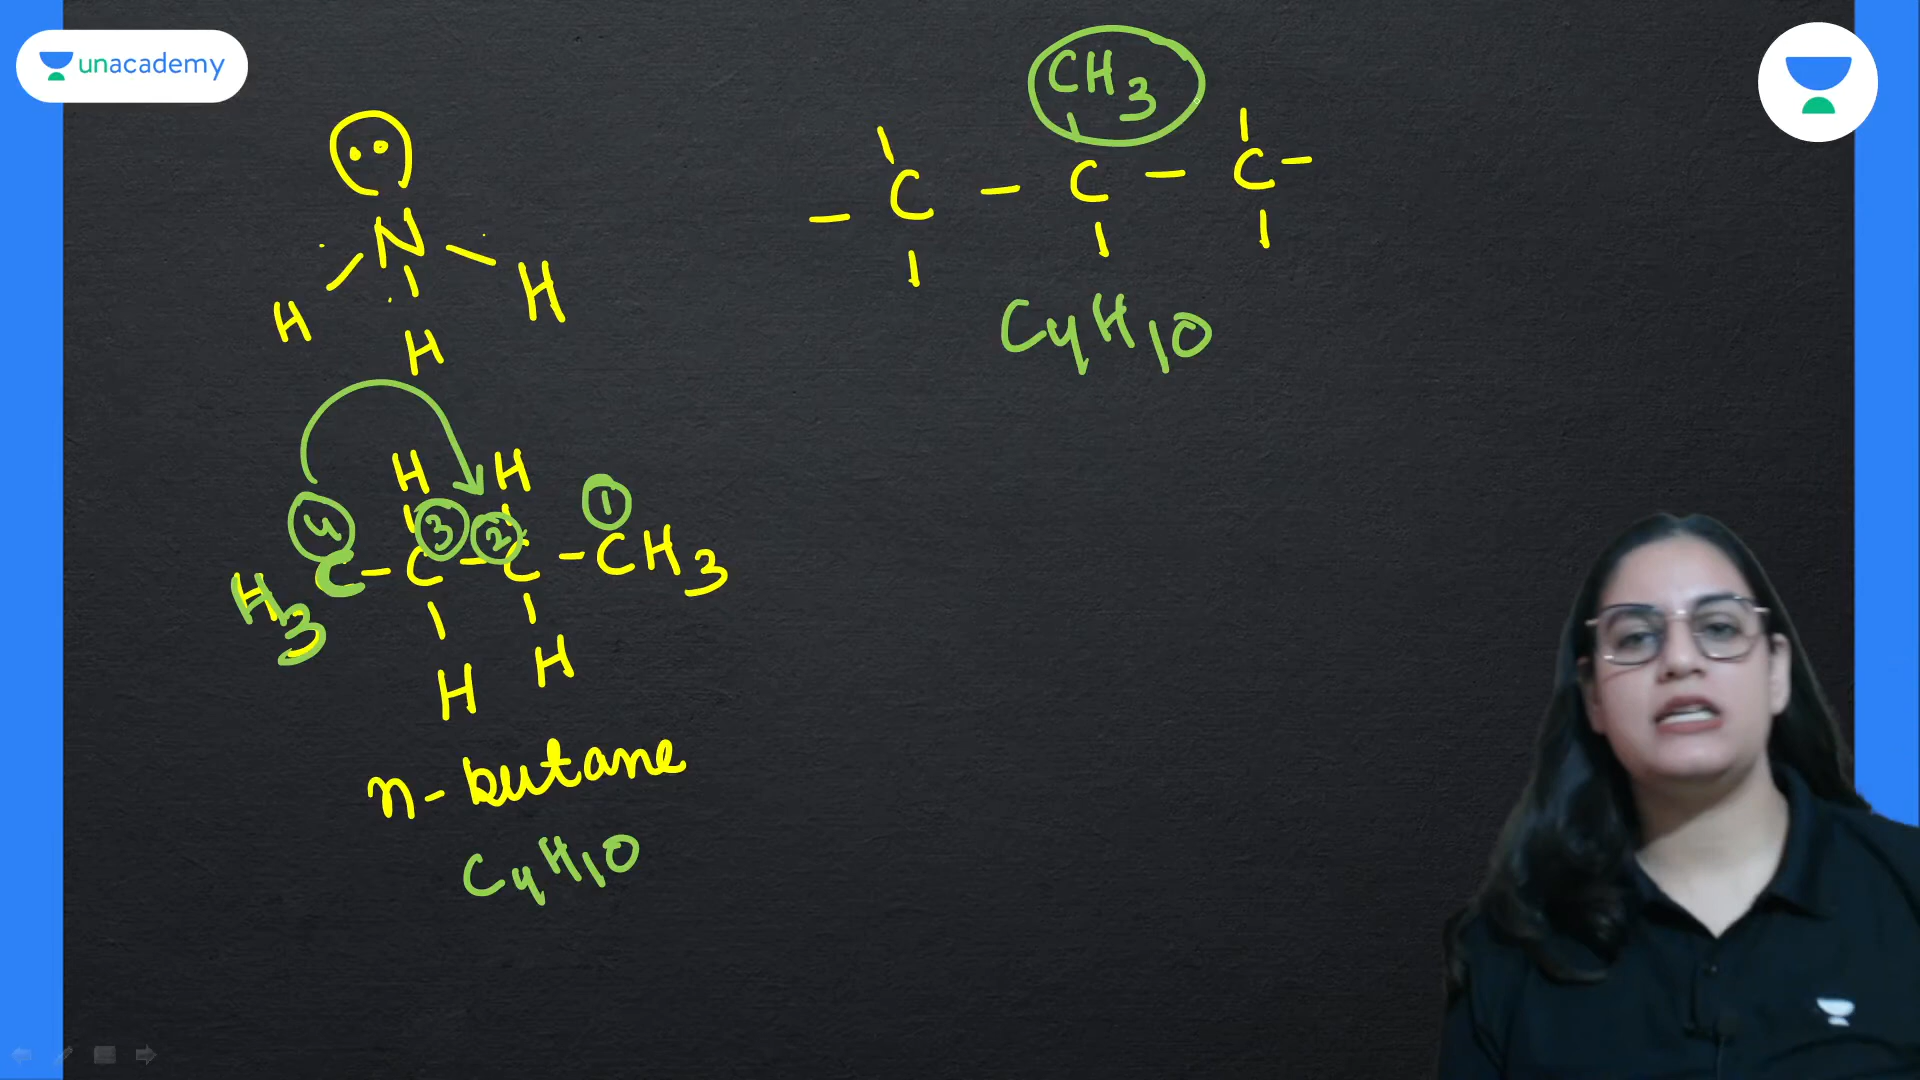 unacademy
CH3
C - C - C
C4H10
N
H H H
H H
4 3 2 1
H3C - C - C - CH3
H H
n-butane
C4H10